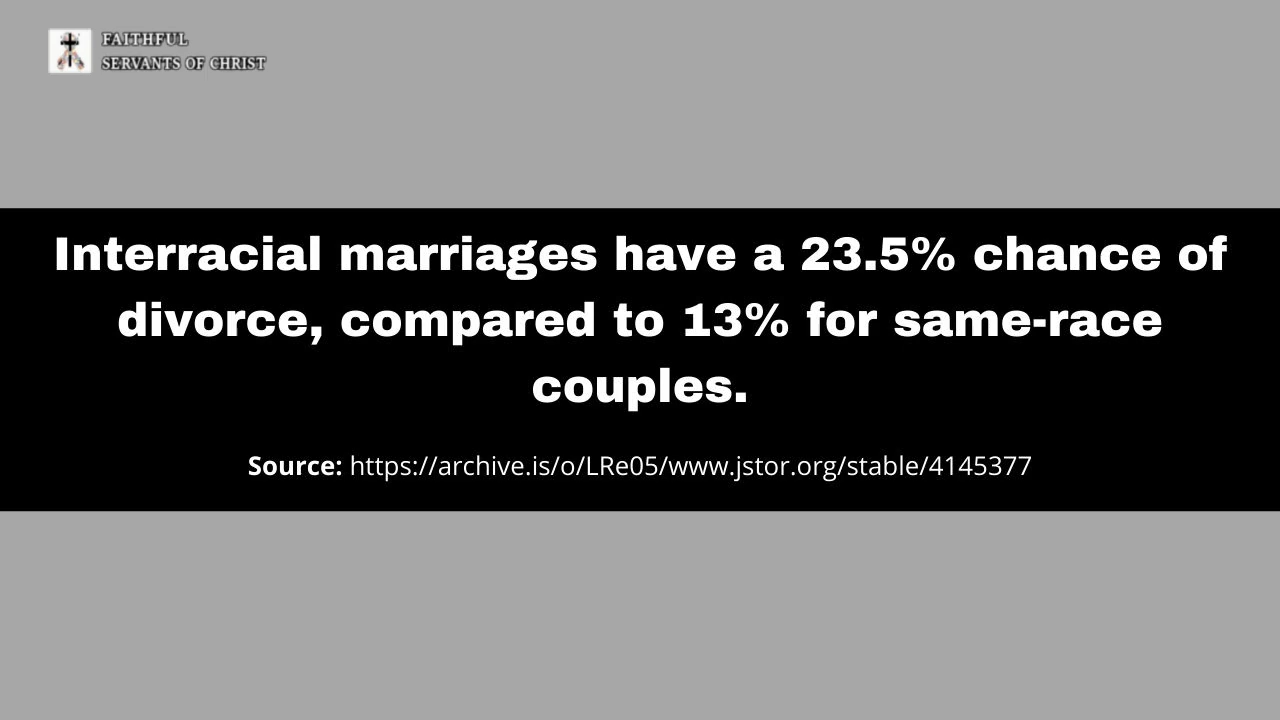 FAITHFUL
SERVANTS OF CHRIST
Interracial marriages have a 23.5% chance of
divorce, compared to 13% for same-race
couples.
Source: https://archive.is/o/LRe05/www.jstor.org/stable/4145377